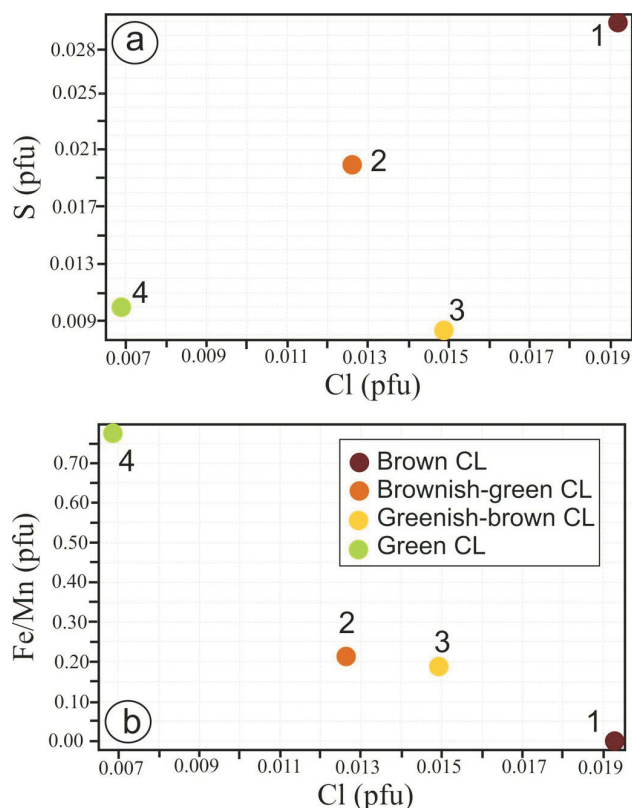 a
1
0.028
2
0.021
S (pfu)
0.017
0.013
4
3
0.009
0.007 0.009 0.011 0.013 0.015 0.017 0.019
Cl (pfu)
4
0.70
Brown CL
Brownish-green CL
Greenish-brown CL
Green CL
0.60
0.50
Fe/Mn (pfu)
0.40
0.30
2
3
0.20
0.10
b
1
0.00
0.007 0.009 0.011 0.013 0.015 0.017 0.019
Cl (pfu)